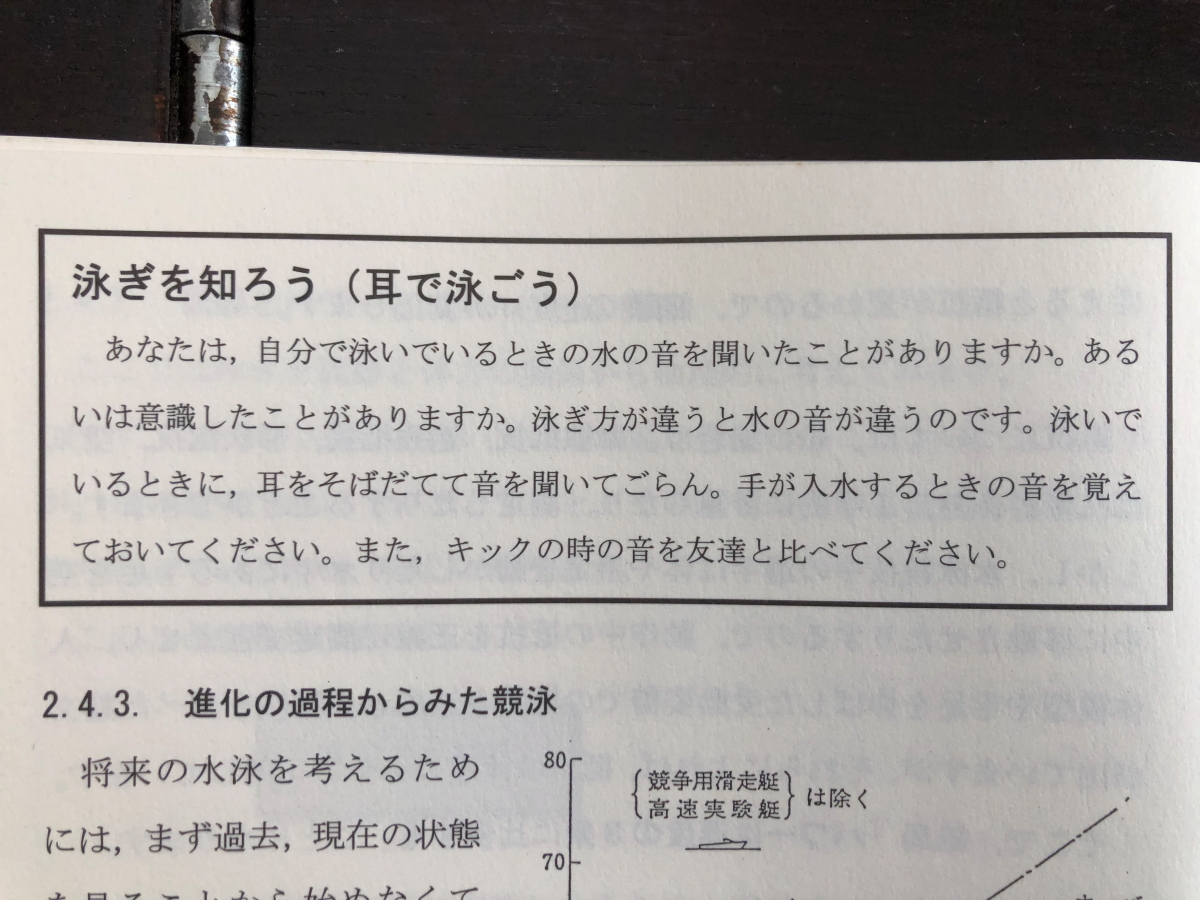 泳ぎを知ろう（耳で泳ごう）
あなたは，自分で泳いでいるときの水の音を聞いたことがありますか。ある
いは意識したことがありますか。泳ぎ方が違うと水の音が違うのです。泳いで
いるときに，耳をそばだてて音を聞いてごらん。手が入水するときの音を覚え
ておいてください。また，キックの時の音を友達と比べてください。
2.4.3. 進化の過程からみた競泳
将来の水泳を考えるため
には，まず過去，現在の状態
を見ることから始めなくて
80
競争用滑走艇
高速実験艇
は除く
70